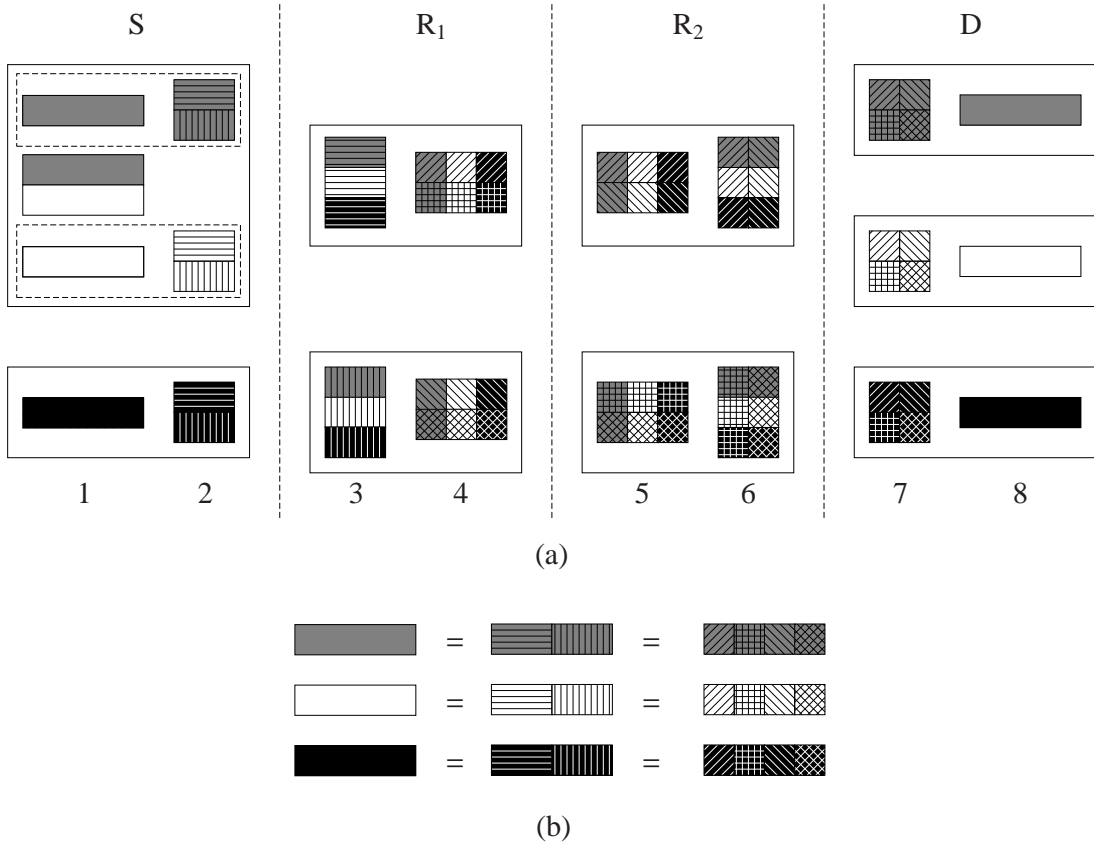 S R₁ R₂ D
1 2 3 4 5 6 7 8
(a)
= =
= =
= =
(b)